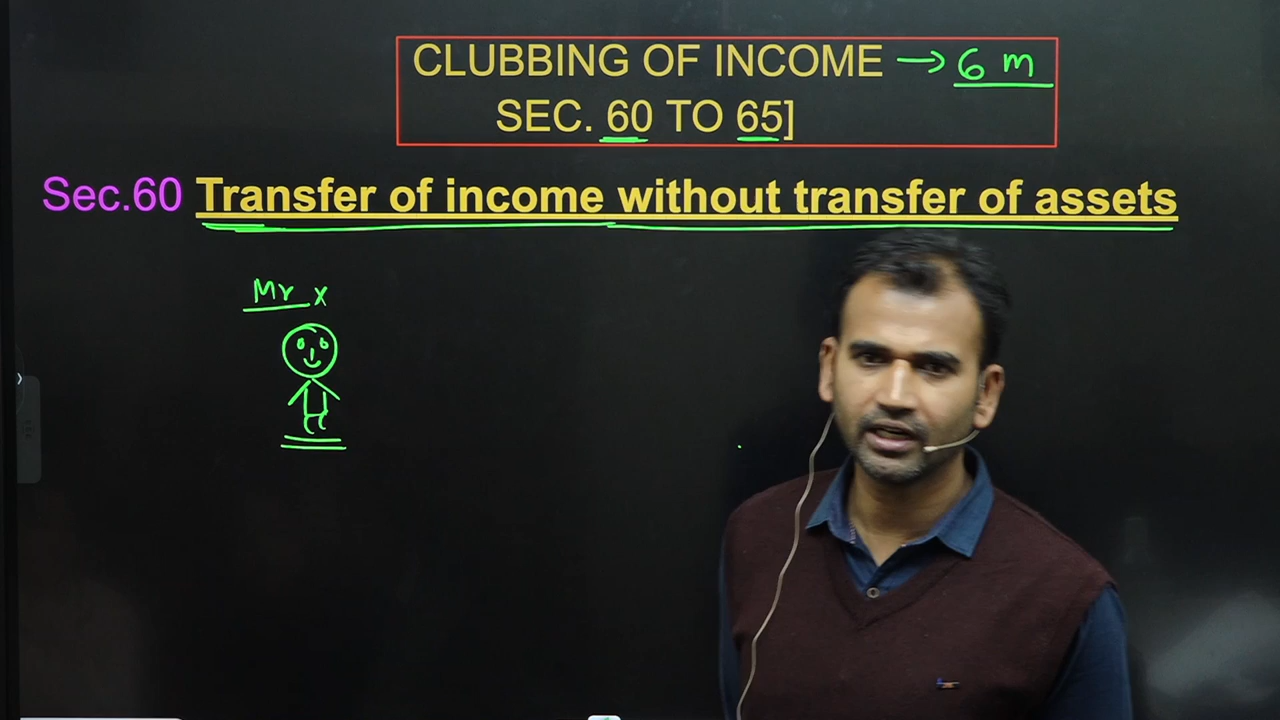 CLUBBING OF INCOME → 6 m
SEC. 60 TO 65]
Sec.60 Transfer of income without transfer of assets
Mr x